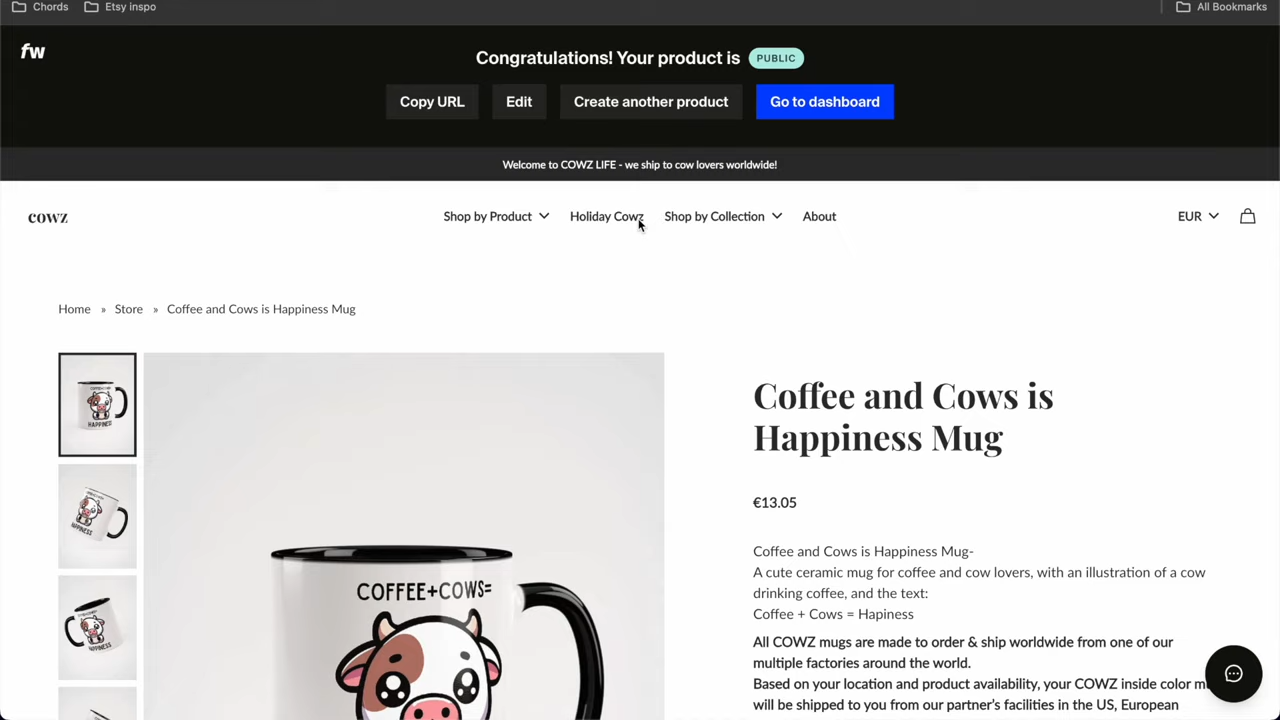 Chords Etsy inspo All Bookmarks
fw
Congratulations! Your product is PUBLIC
Copy URL Edit Create another product Go to dashboard
Welcome to COWZ LIFE - we ship to cow lovers worldwide!
cowz Shop by Product Holiday Cowz Shop by Collection About EUR
Home » Store » Coffee and Cows is Happiness Mug
Coffee and Cows is
Happiness Mug
€13.05
Coffee and Cows is Happiness Mug-
A cute ceramic mug for coffee and cow lovers, with an illustration of a cow
drinking coffee, and the text:
Coffee + Cows = Hapiness
All COWZ mugs are made to order & ship worldwide from one of our
multiple factories around the world.
Based on your location and product availability, your COWZ inside color
will be shipped to you from our partner's facilities in the US, European
COFFEE+COWS=
HAPPINESS
HAPPINESS